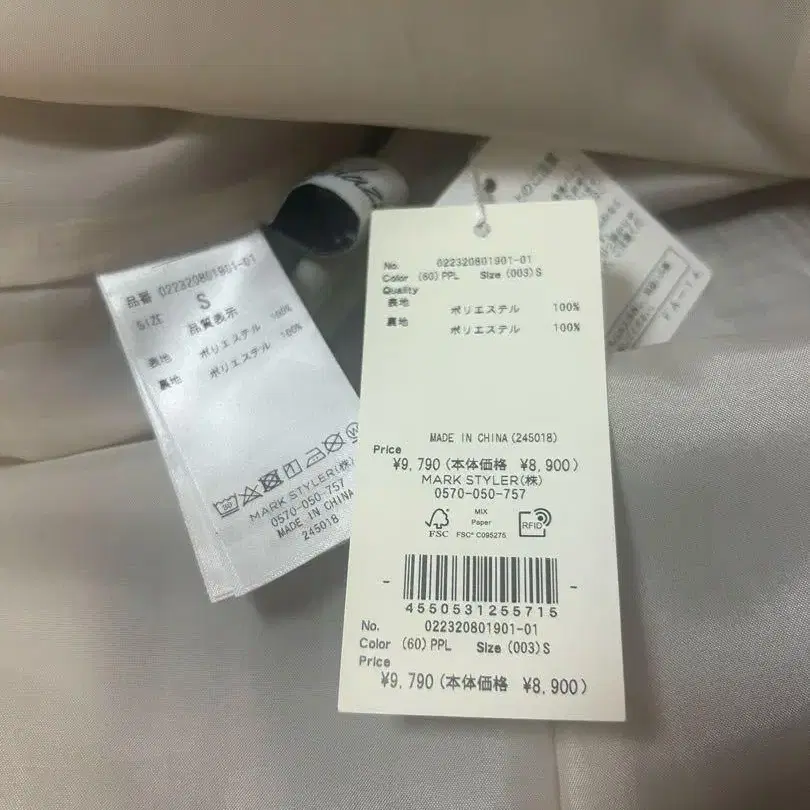 品番 022320801901-01
SIZE S
品質表示
表地 ポリエステル 100%
裏地 ポリエステル 100%
MARK STYLER(株)
0570-050-757
MADE IN CHINA
245018
No. 022320801901-01
Color (60)PPL Size (003)S
Quality
表地 ポリエステル 100%
裏地 ポリエステル 100%
MADE IN CHINA(245018)
Price
¥9,790(本体価格 ¥8,900)
MARK STYLER(株)
0570-050-757
FSC
MIX
Paper
FSC® C095275
RFID
4550531255715
No. 022320801901-01
Color (60)PPL Size (003)S
Price
¥9,790(本体価格 ¥8,900)